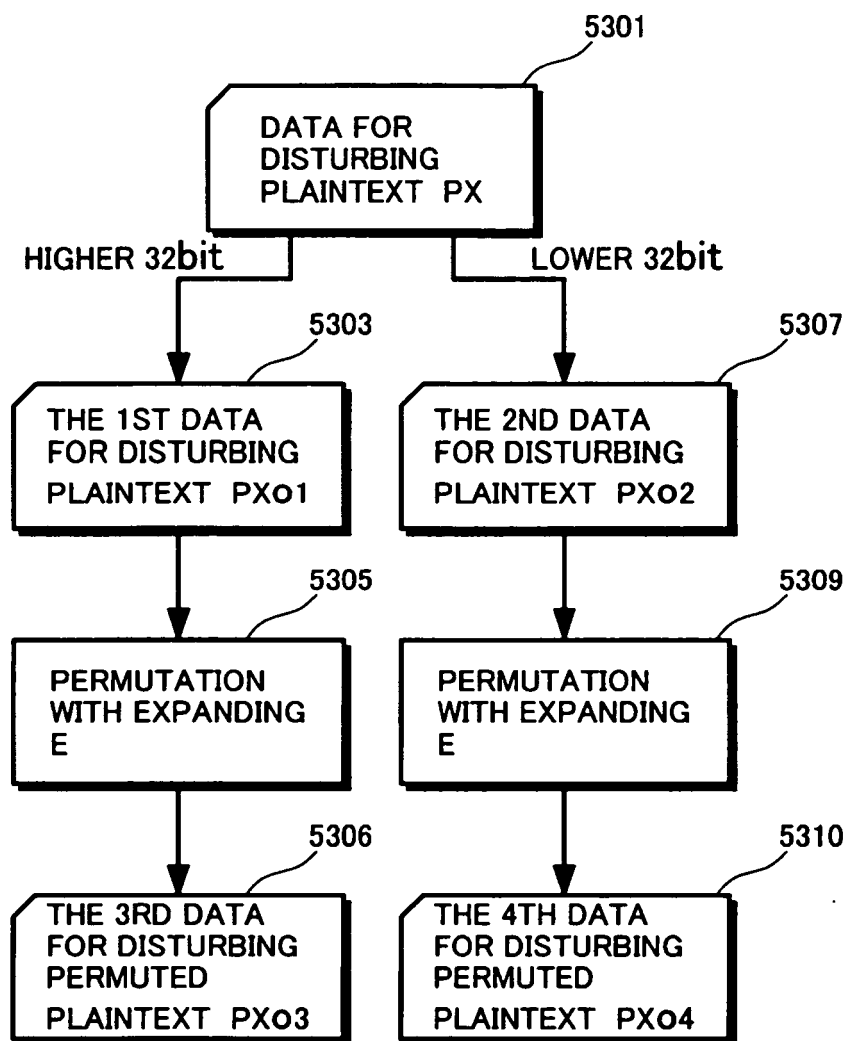 5301
DATA FOR
DISTURBING
PLAINTEXT PX
HIGHER 32bit
LOWER 32bit
5303
THE 1ST DATA
FOR DISTURBING
PLAINTEXT PXo1
5307
THE 2ND DATA
FOR DISTURBING
PLAINTEXT PXo2
5305
PERMUTATION
WITH EXPANDING
E
5309
PERMUTATION
WITH EXPANDING
E
5306
THE 3RD DATA
FOR DISTURBING
PERMUTED
PLAINTEXT PXo3
5310
THE 4TH DATA
FOR DISTURBING
PERMUTED
PLAINTEXT PXo4